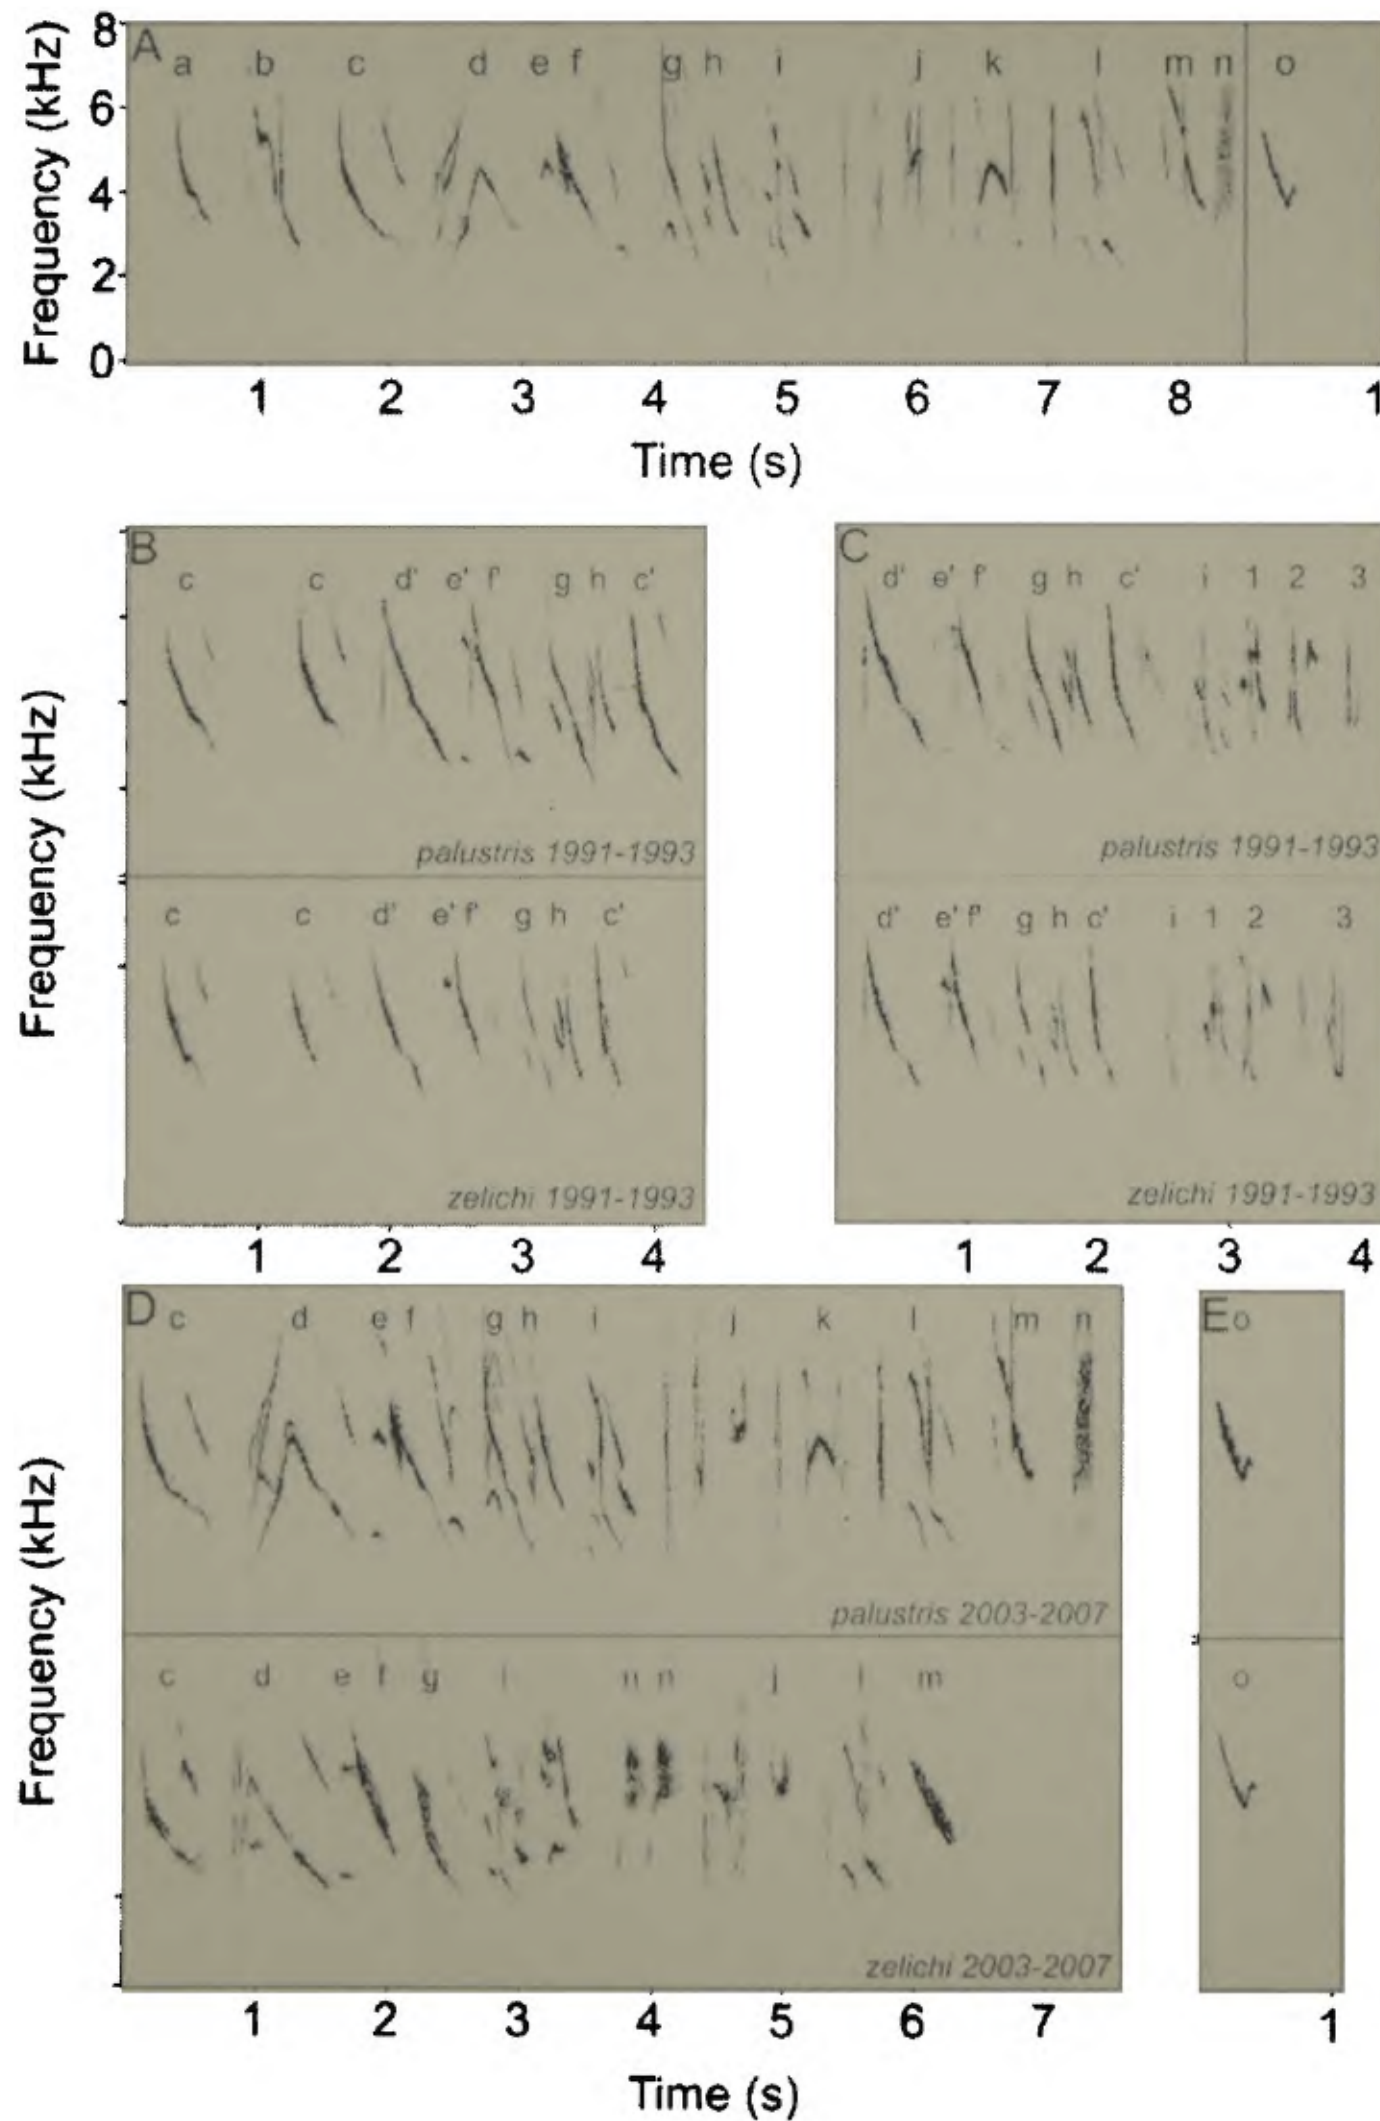 Frequency (kHz)
8
6
4
2
0
A
a b c d e f g h i j k l m n o
1 2 3 4 5 6 7 8 1
Time (s)
Frequency (kHz)
B
c c d' e' f' g h c'
palustris 1991-1993
c c d' e' f' g h c'
zelichi 1991-1993
1 2 3 4
C
d' e' f' g h c' i 1 2 3
palustris 1991-1993
d' e' f' g h c' i 1 2 3
zelichi 1991-1993
1 2 3 4
Frequency (kHz)
D
c d e f g h i j k l m n
palustris 2003-2007
c d e f g i n n j l m
zelichi 2003-2007
1 2 3 4 5 6 7
E
o
o
1
Time (s)